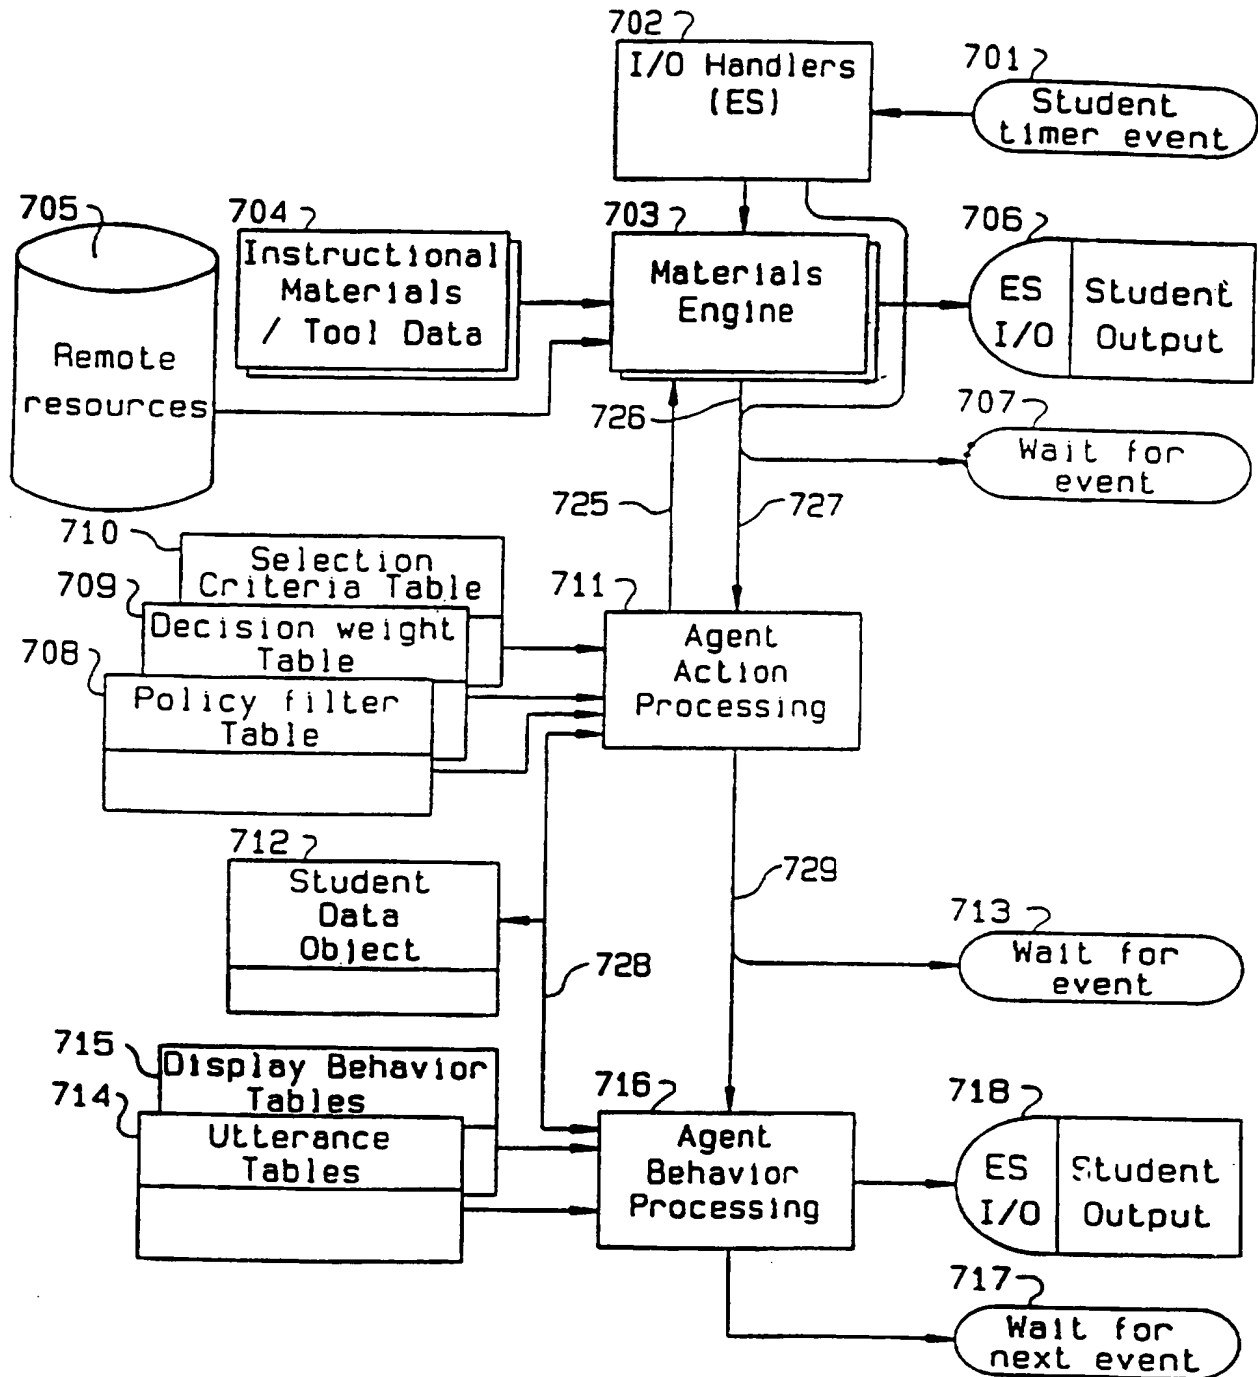 702
I/O Handlers
(ES)
701
Student
timer event
705
Remote
resources
704
Instructional
Materials
/ Tool Data
703
Materials
Engine
706
ES
I/O
Student
Output
726
707
Wait for
event
725
727
710
Selection
Criteria Table
709
Decision weight
Table
708
Policy filter
Table
711
Agent
Action
Processing
712
Student
Data
Object
728
729
713
Wait for
event
715
Display Behavior
Tables
714
Utterance
Tables
716
Agent
Behavior
Processing
718
ES
I/O
Student
Output
717
Wait for
next event